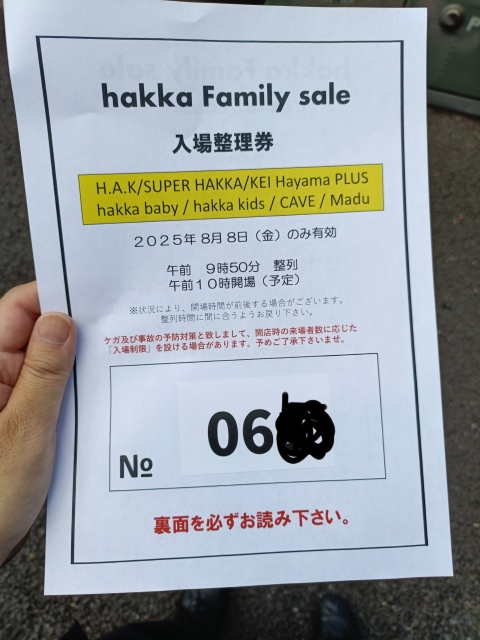 hakka Family sale
入場整理券
H.A.K/SUPER HAKKA/KEI Hayama PLUS
hakka baby / hakka kids / CAVE / Madu
2025年8月8日（金）のみ有効
午前 9時50分 整列
午前10時開場（予定）
※状況により、開場時間が前後する場合がございます。
整列時間に間に合うようお戻り下さい。
ケガ及び事故の予防対策と致しまして、開店時の来場者数に応じた
「入場制限」を設ける場合があります。予めご了承下さいませ。
№ 06
裏面を必ずお読み下さい。